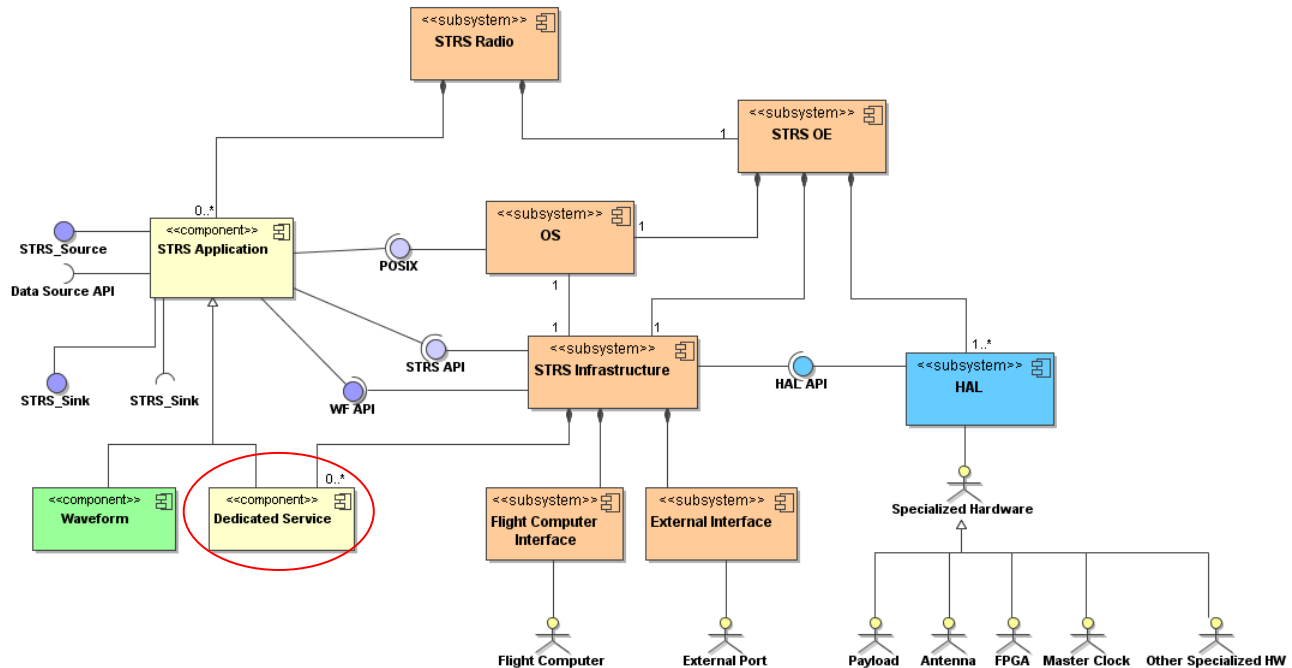 <<subsystem>>
STRS Radio
<<subsystem>>
STRS OE
1
0..*
<<component>>
STRS Application
STRS_Source
Data Source API
<<subsystem>>
OS
1
POSIX
1
1
1
1..*
<<subsystem>>
STRS Infrastructure
STRS API
HAL API
<<subsystem>>
HAL
STRS_Sink
STRS_Sink
WF API
0..*
<<component>>
Waveform
<<component>>
Dedicated Service
<<subsystem>>
Flight Computer
Interface
<<subsystem>>
External Interface
Specialized Hardware
Flight Computer
External Port
Payload
Antenna
FPGA
Master Clock
Other Specialized HW